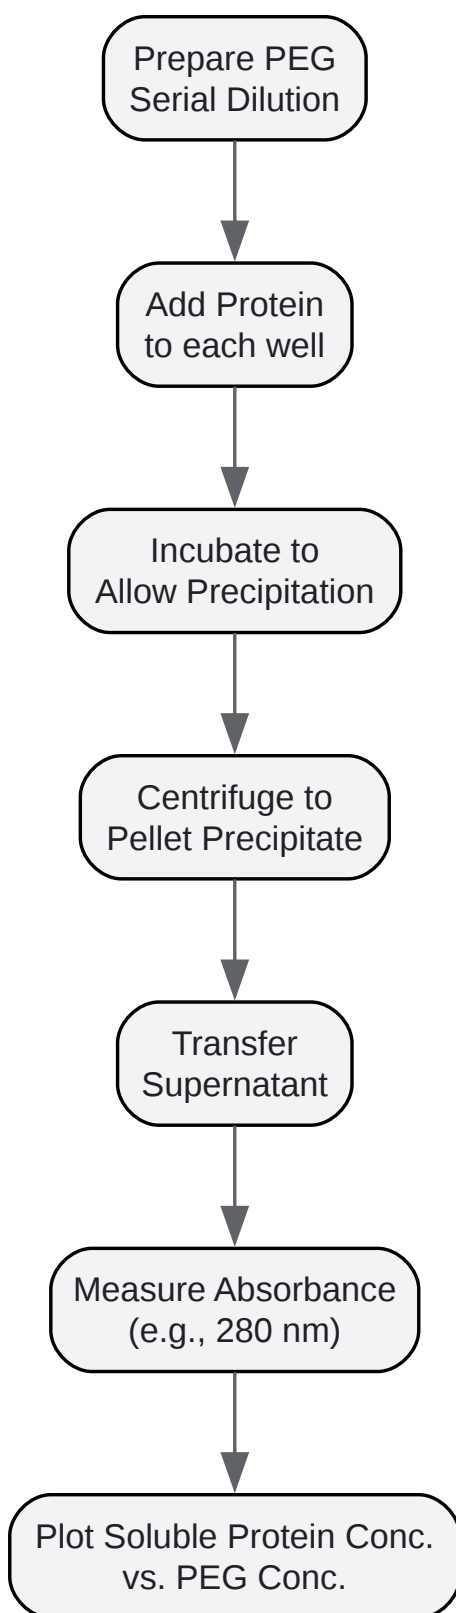 Prepare PEG
Serial Dilution
Add Protein
to each well
Incubate to
Allow Precipitation
Centrifuge to
Pellet Precipitate
Transfer
Supernatant
Measure Absorbance
(e.g., 280 nm)
Plot Soluble Protein Conc.
vs. PEG Conc.